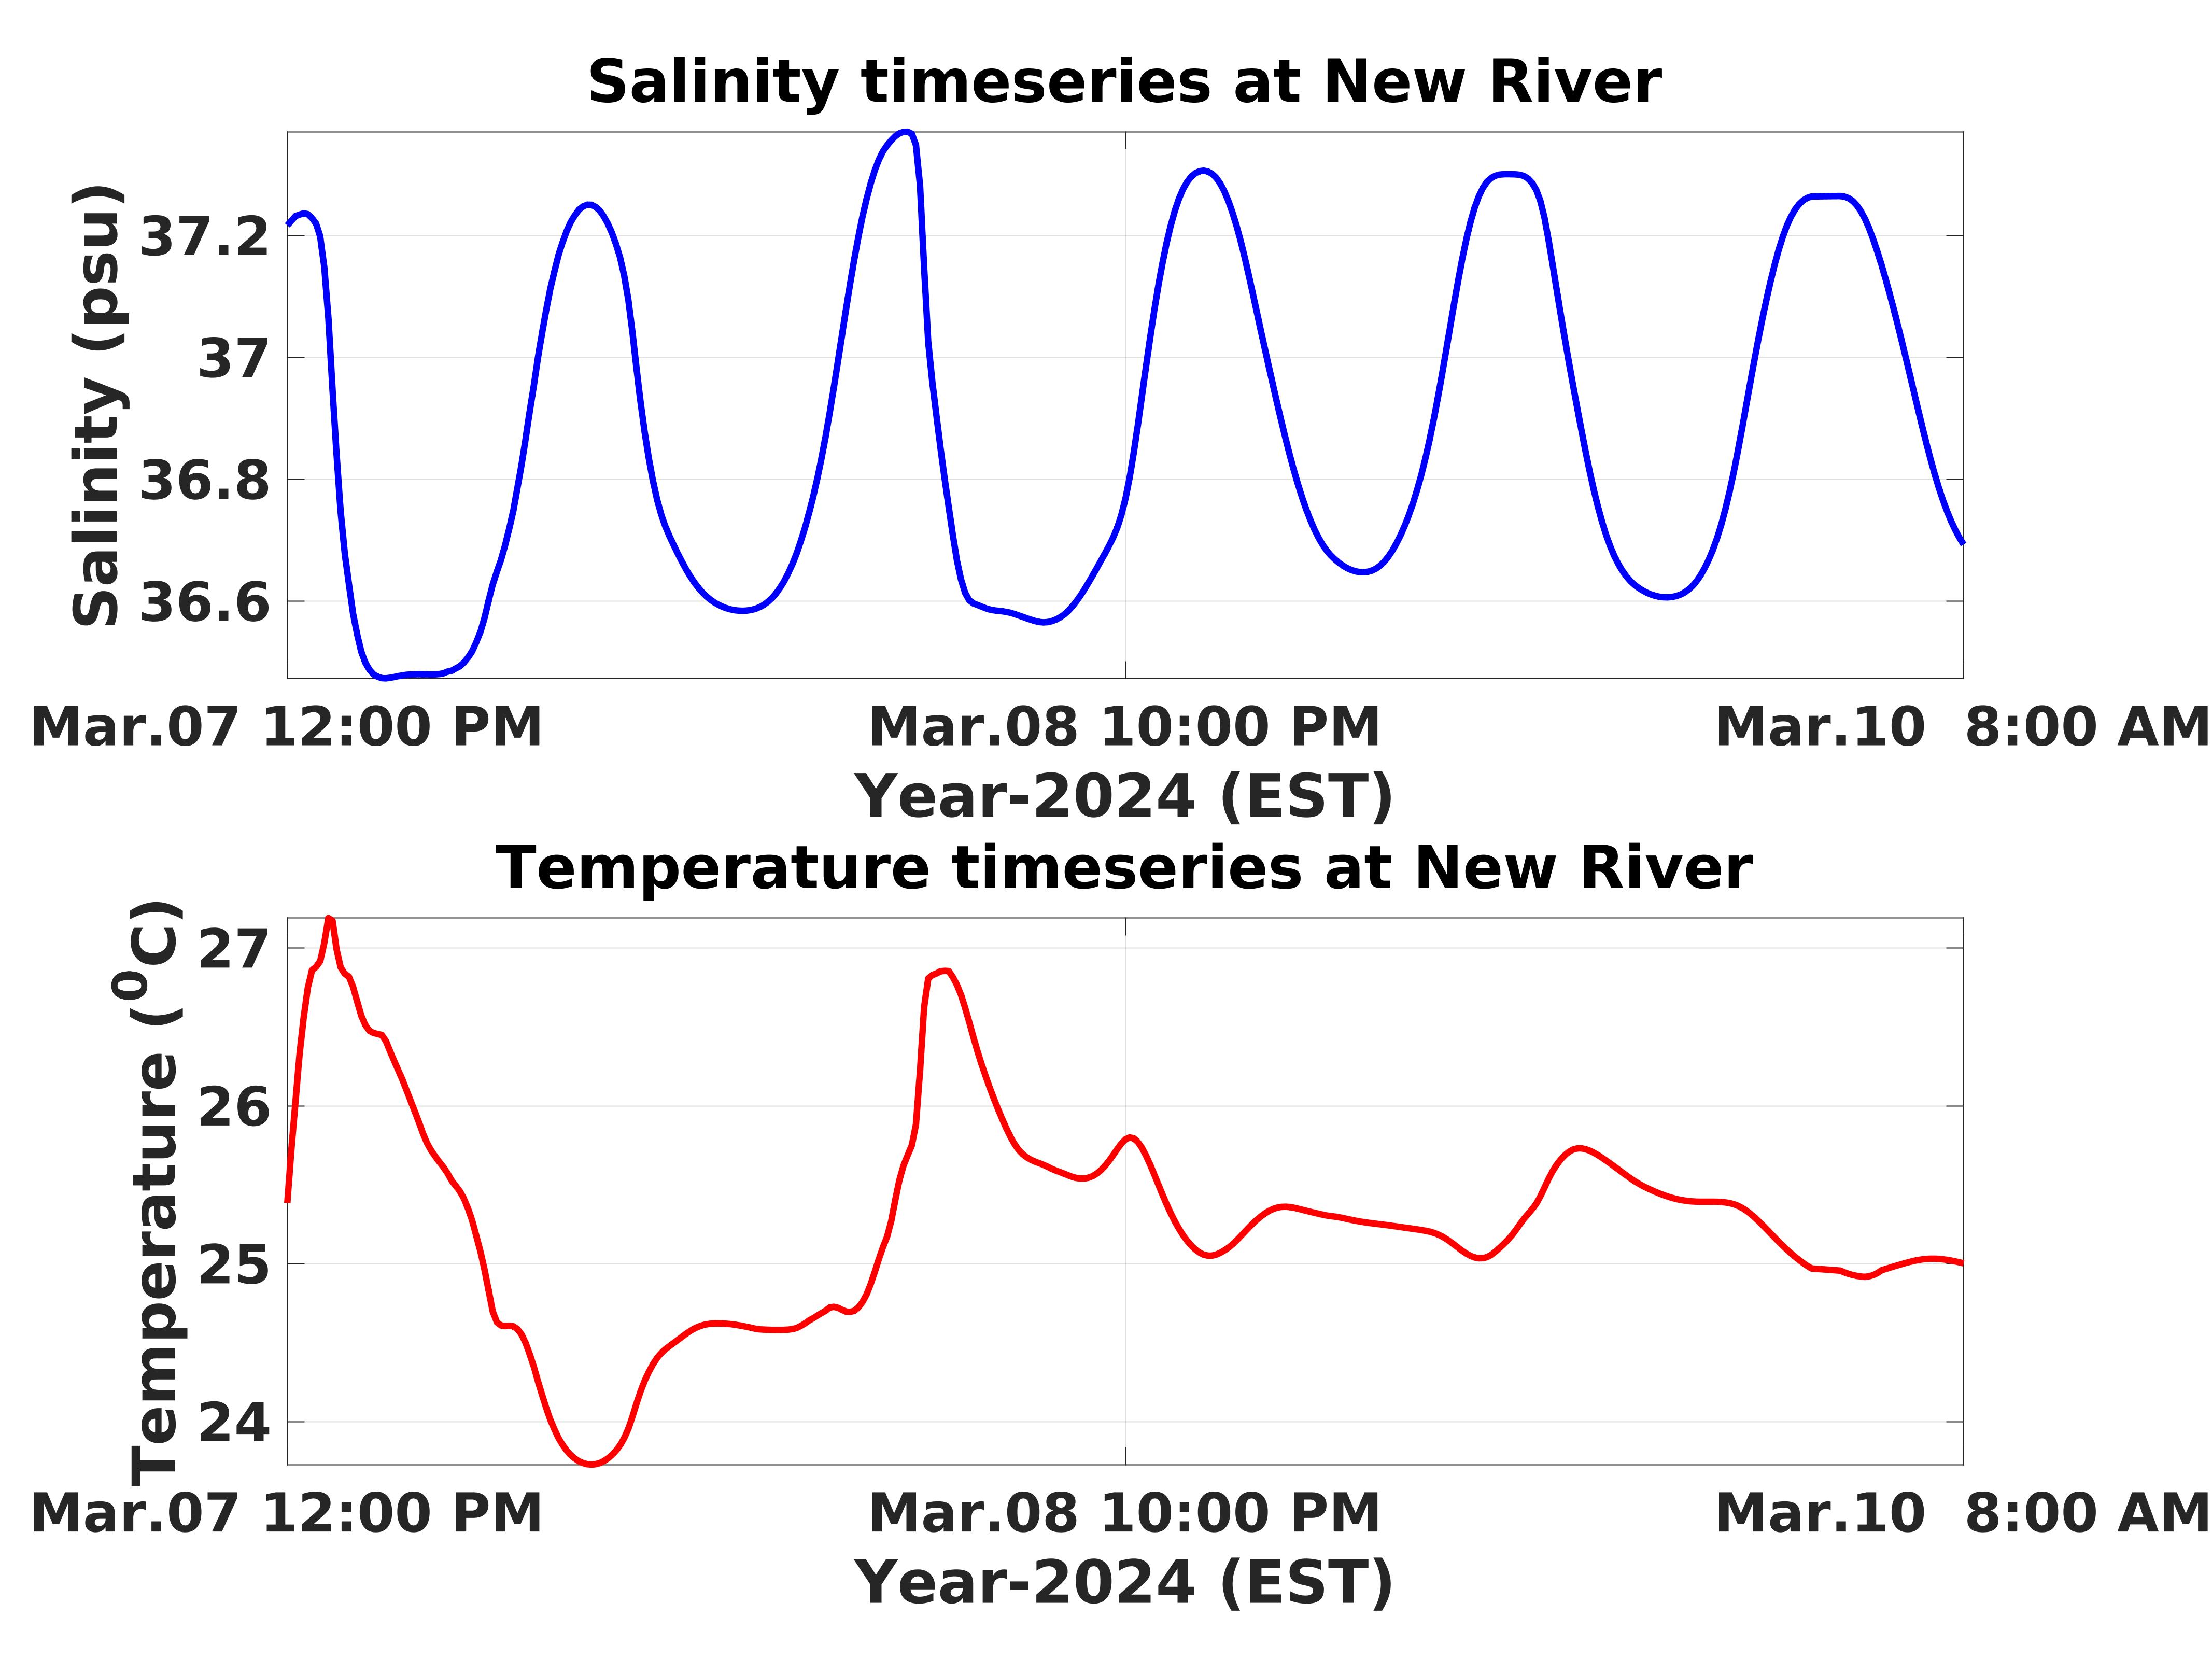 Salinity timeseries at New River
Salinity (psu)
37.2
37
36.8
36.6
Mar.07 12:00 PM
Mar.08 10:00 PM
Mar.10  8:00 AM
Year-2024 (EST)
Temperature timeseries at New River
Temperature (⁰C)
27
26
25
24
Mar.07 12:00 PM
Mar.08 10:00 PM
Mar.10  8:00 AM
Year-2024 (EST)